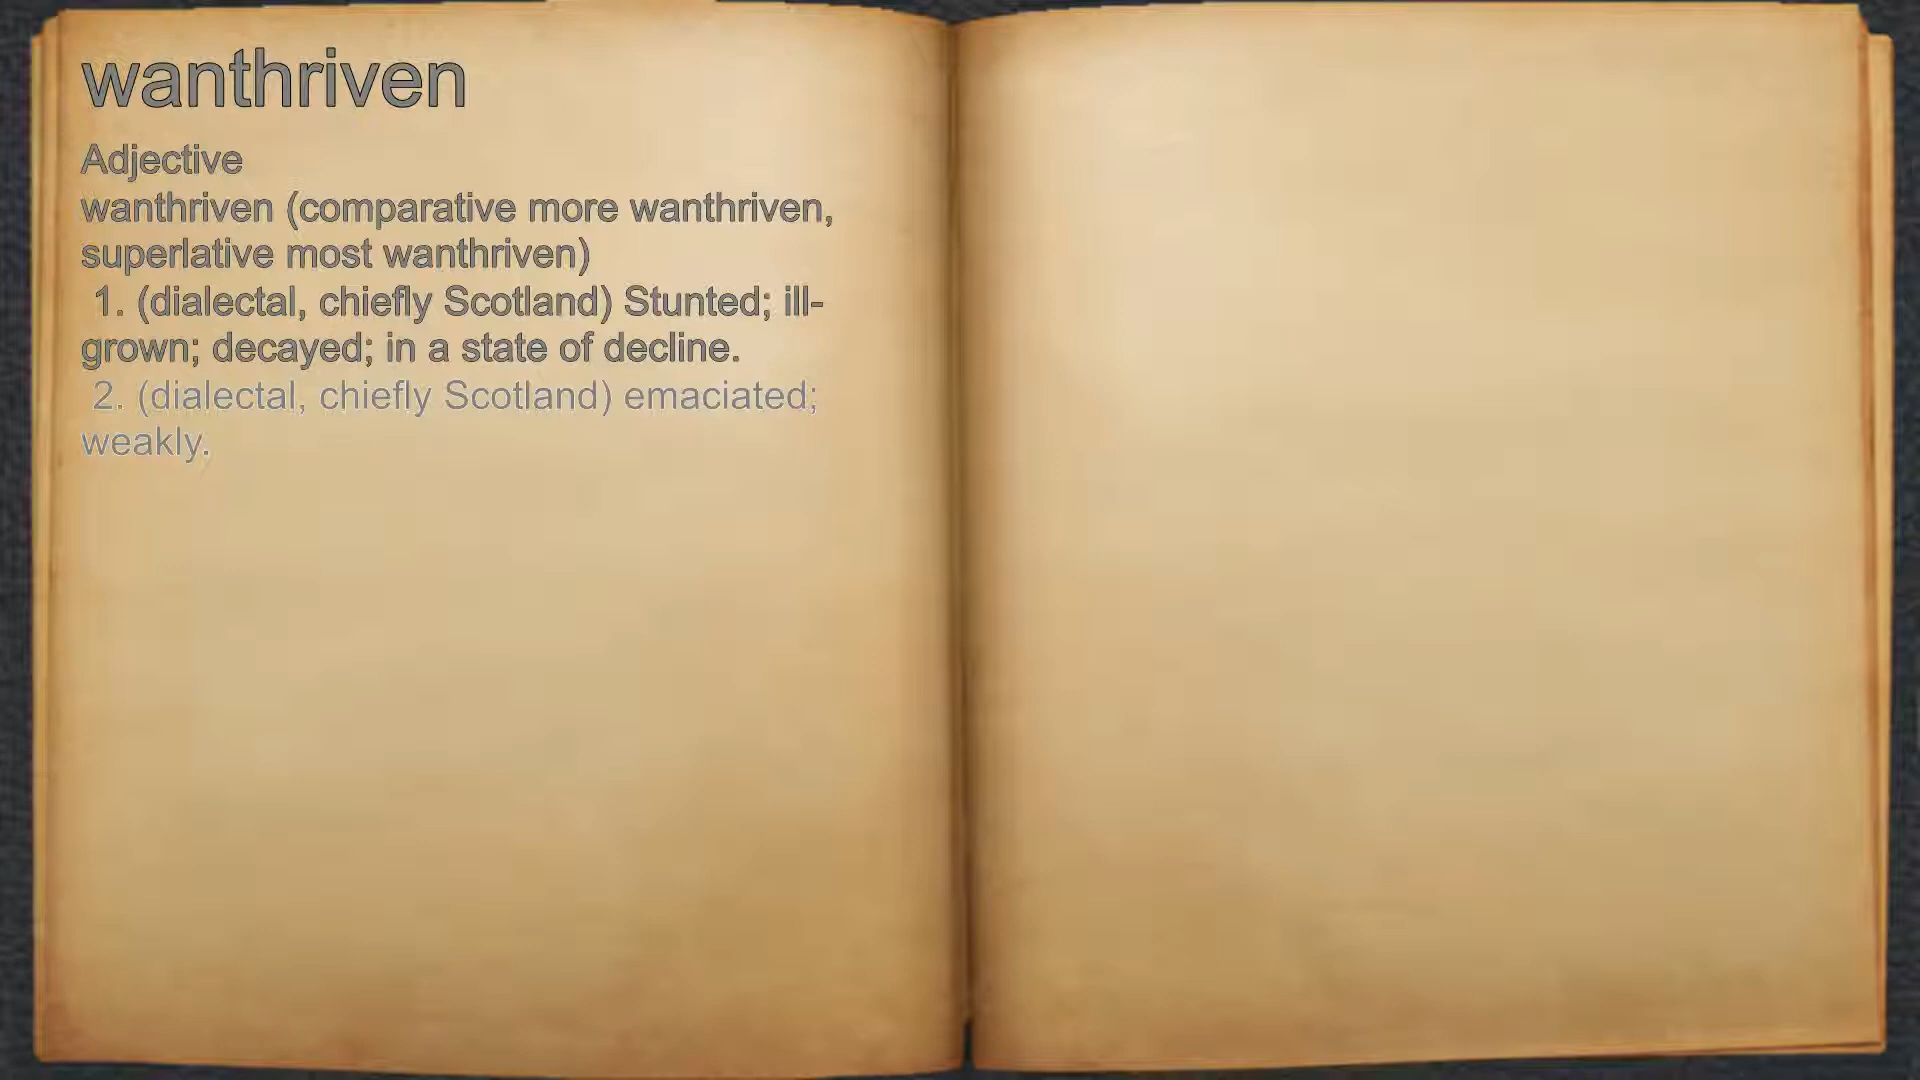 wanthriven
Adjective
wanthriven (comparative more wanthriven,
superlative most wanthriven)
1. (dialectal, chiefly Scotland) Stunted; ill-
grown; decayed; in a state of decline.
2. (dialectal, chiefly Scotland) emaciated;
weakly.